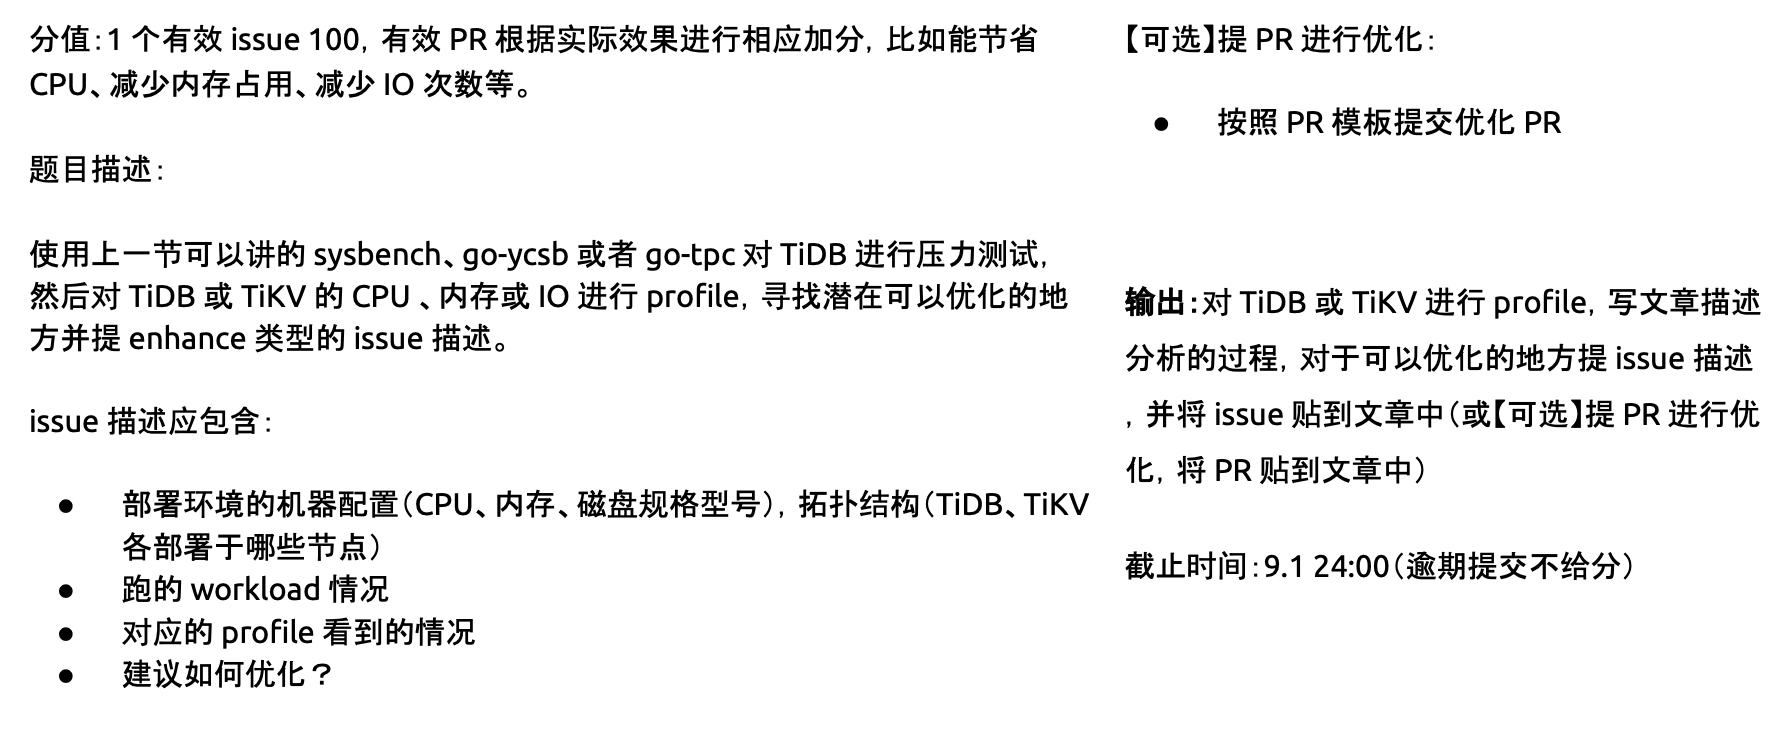 分值：1 个有效 issue 100，有效 PR 根据实际效果进行相应加分，比如能节省
CPU、减少内存占用、减少 IO 次数等。
题目描述：
使用上一节可以讲的 sysbench、go-ycsb 或者 go-tpc 对 TiDB 进行压力测试，
然后对 TiDB 或 TiKV 的 CPU 、内存或 IO 进行 profile，寻找潜在可以优化的地
方并提 enhance 类型的 issue 描述。
issue 描述应包含：
● 部署环境的机器配置（CPU、内存、磁盘规格型号），拓扑结构（TiDB、TiKV
各部署于哪些节点）
● 跑的 workload 情况
● 对应的 profile 看到的情况
● 建议如何优化？
【可选】提 PR 进行优化：
● 按照 PR 模板提交优化 PR
输出：对 TiDB 或 TiKV 进行 profile，写文章描述
分析的过程，对于可以优化的地方提 issue 描述
，并将 issue 贴到文章中（或【可选】提 PR 进行优
化，将 PR 贴到文章中）
截止时间：9.1 24:00（逾期提交不给分）